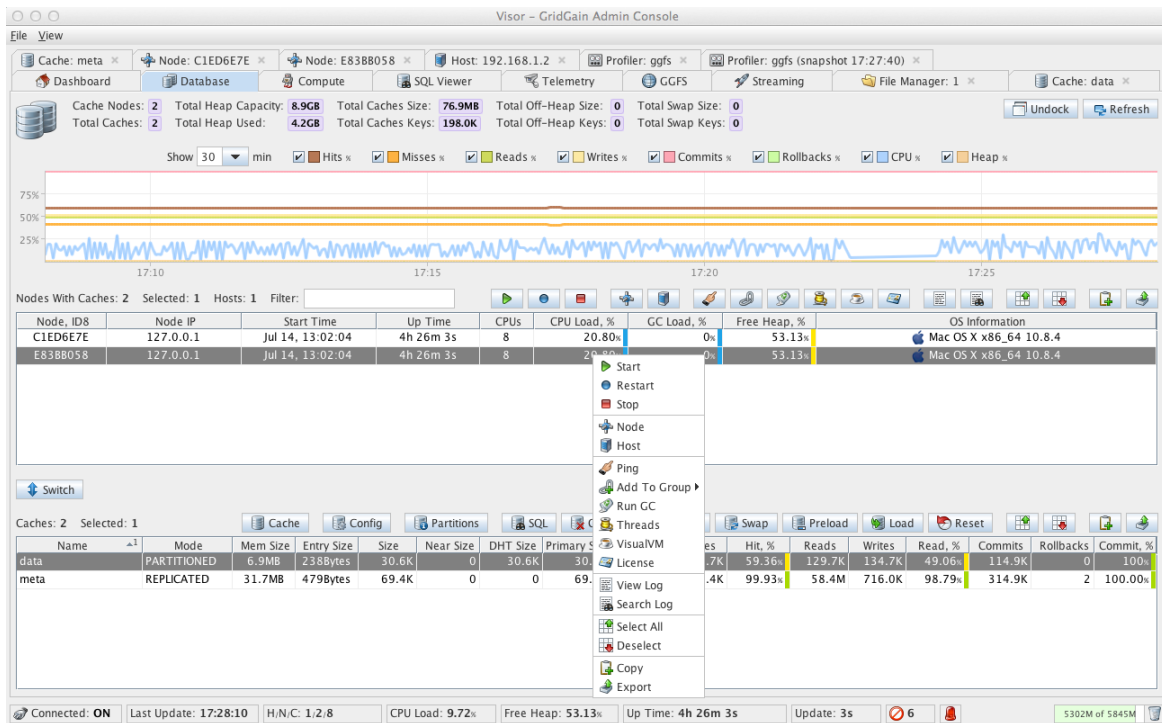 Visor – GridGain Admin Console
File View
Cache: meta × Node: C1ED6E7E × Node: E83BB058 × Host: 192.168.1.2 × Profiler: ggfs × Profiler: ggfs (snapshot 17:27:40) ×
Dashboard Database Compute SQL Viewer Telemetry GGFS Streaming File Manager: 1 × Cache: data ×
Cache Nodes: 2 Total Heap Capacity: 8.9GB Total Caches Size: 76.9MB Total Off-Heap Size: 0 Total Swap Size: 0 Undock Refresh
Total Caches: 2 Total Heap Used: 4.2GB Total Caches Keys: 198.0K Total Off-Heap Keys: 0 Total Swap Keys: 0
Show 30 min Hits % Misses % Reads % Writes % Commits % Rollbacks % CPU % Heap %
75%
50%
25%
17:10 17:15 17:20 17:25
Nodes With Caches: 2 Selected: 1 Hosts: 1 Filter:
Node, ID8 Node IP Start Time Up Time CPUs CPU Load, % GC Load, % Free Heap, % OS Information
C1ED6E7E 127.0.0.1 Jul 14, 13:02:04 4h 26m 3s 8 20.80% 0% 53.13% Mac OS X x86_64 10.8.4
E83BB058 127.0.0.1 Jul 14, 13:02:04 4h 26m 3s 8 20.80% 0% 53.13% Mac OS X x86_64 10.8.4
Start
Restart
Stop
Node
Host
Ping
Add To Group
Run GC
Threads
VisualVM
License
View Log
Search Log
Select All
Deselect
Copy
Export
Switch
Caches: 2 Selected: 1 Cache Config Partitions SQL Swap Preload Load Reset
Name 1 Mode Mem Size Entry Size Size Near Size DHT Size Primary Hit, % Reads Writes Read, % Commits Rollbacks Commit, %
data PARTITIONED 6.9MB 238Bytes 30.6K 0 30.6K 30. .7K 59.36% 129.7K 134.7K 49.06% 114.9K 0 100%
meta REPLICATED 31.7MB 479Bytes 69.4K 0 0 69. .4K 99.93% 58.4M 716.0K 98.79% 314.9K 2 100.00%
Connected: ON Last Update: 17:28:10 H/N/C: 1/2/8 CPU Load: 9.72% Free Heap: 53.13% Up Time: 4h 26m 3s Update: 3s 6 5302M of 5845M